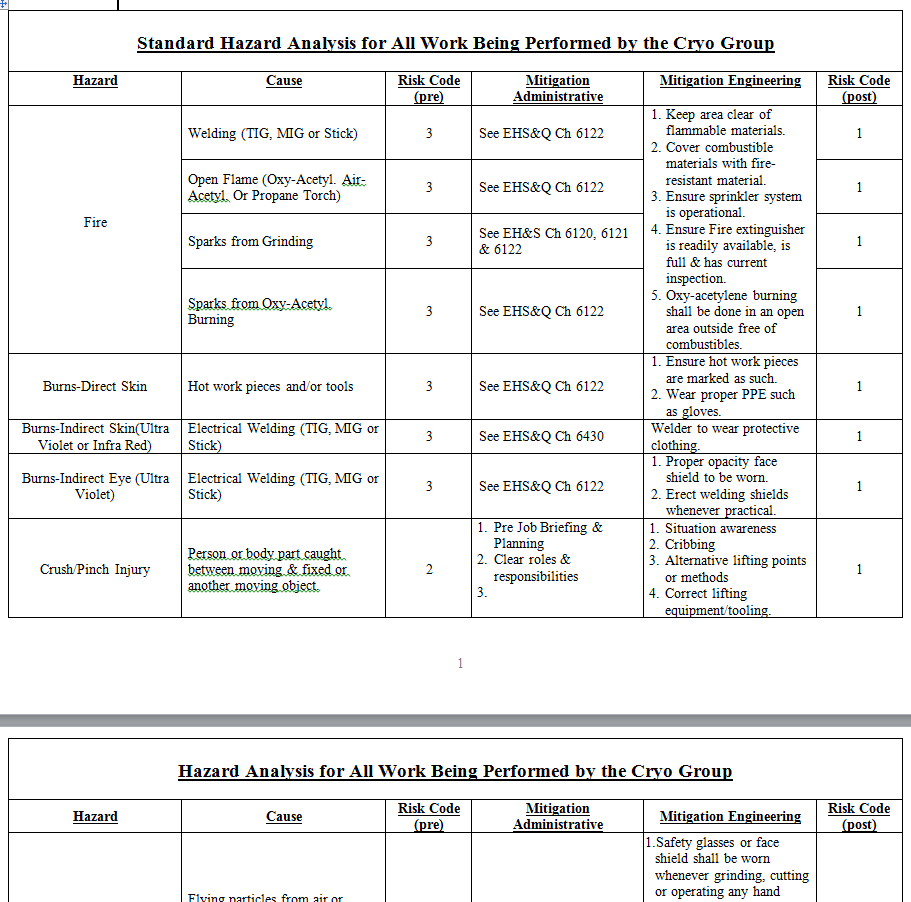 Standard Hazard Analysis for All Work Being Performed by the Cryo Group
Hazard
Cause
Risk Code
(pre)
Mitigation
Administrative
Mitigation Engineering
Risk Code
(post)
Fire
Welding (TIG, MIG or Stick)
3
See EHS&Q Ch 6122
1. Keep area clear of
flammable materials.
2. Cover combustible
materials with fire-
resistant material.
3. Ensure sprinkler system
is operational.
4. Ensure Fire extinguisher
is readily available, is
full & has current
inspection.
5. Oxy-acetylene burning
shall be done in an open
area outside free of
combustibles.
1
Open Flame (Oxy-Acetyl. Air-
Acetyl. Or Propane Torch)
3
See EHS&Q Ch 6122
1
Sparks from Grinding
3
See EH&S Ch 6120, 6121
& 6122
1
Sparks from Oxy-Acetyl.
Burning
3
See EHS&Q Ch 6122
1
Burns-Direct Skin
Hot work pieces and/or tools
3
See EHS&Q Ch 6122
1. Ensure hot work pieces
are marked as such.
2. Wear proper PPE such
as gloves.
1
Burns-Indirect Skin(Ultra
Violet or Infra Red)
Electrical Welding (TIG, MIG or
Stick)
3
See EHS&Q Ch 6430
Welder to wear protective
clothing.
1
Burns-Indirect Eye (Ultra
Violet)
Electrical Welding (TIG, MIG or
Stick)
3
See EHS&Q Ch 6122
1. Proper opacity face
shield to be worn.
2. Erect welding shields
whenever practical.
1
Crush/Pinch Injury
Person or body part caught
between moving & fixed or
another moving object.
2
1. Pre Job Briefing &
Planning
2. Clear roles &
responsibilities
3.
1. Situation awareness
2. Cribbing
3. Alternative lifting points
or methods
4. Correct lifting
equipment/tooling.
1
1
Hazard Analysis for All Work Being Performed by the Cryo Group
Hazard
Cause
Risk Code
(pre)
Mitigation
Administrative
Mitigation Engineering
Risk Code
(post)
Flying particles from air or
1.Safety glasses or face
shield shall be worn
whenever grinding, cutting
or operating any hand